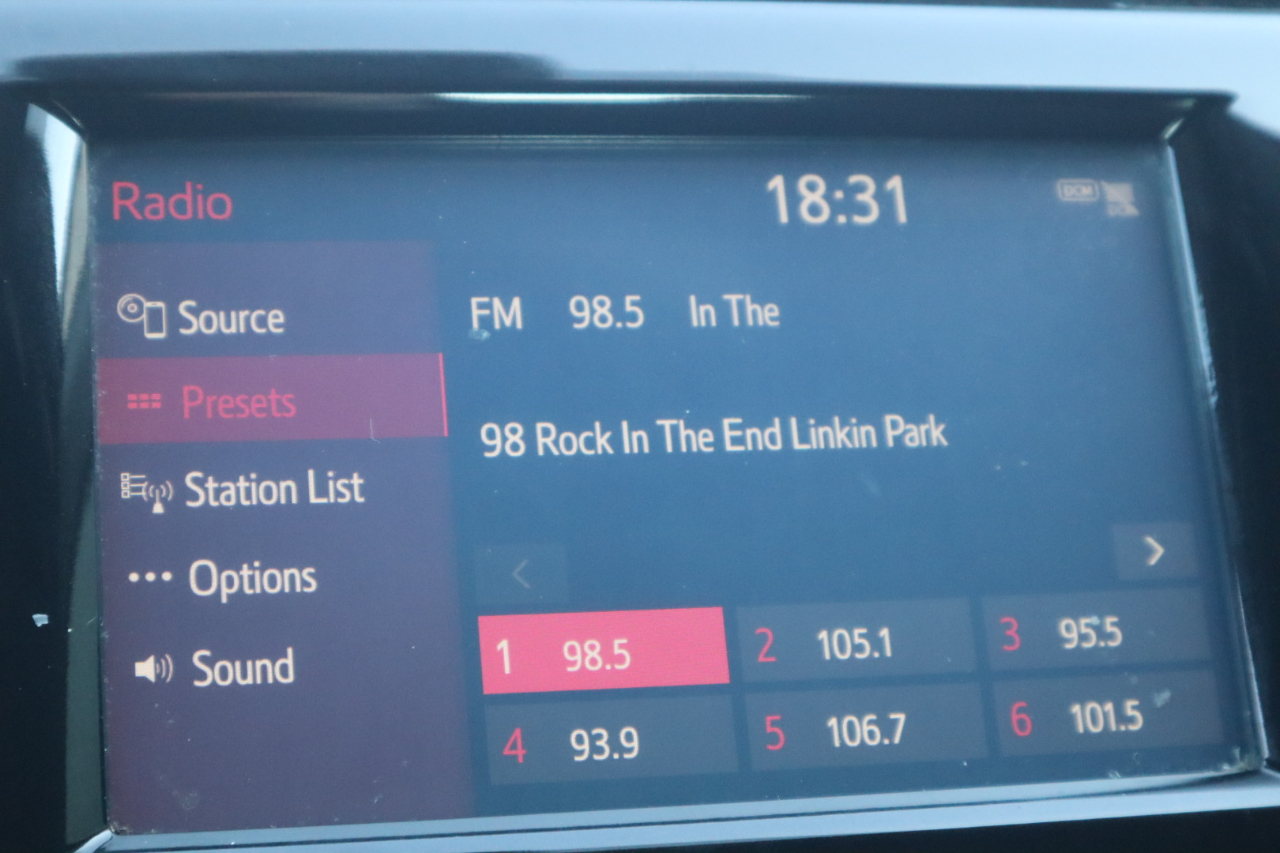 Radio
18:31
DCM
Source
FM 98.5 In The
Presets
98 Rock In The End Linkin Park
Station List
Options
Sound
1 98.5
2 105.1
3 95.5
4 93.9
5 106.7
6 101.5